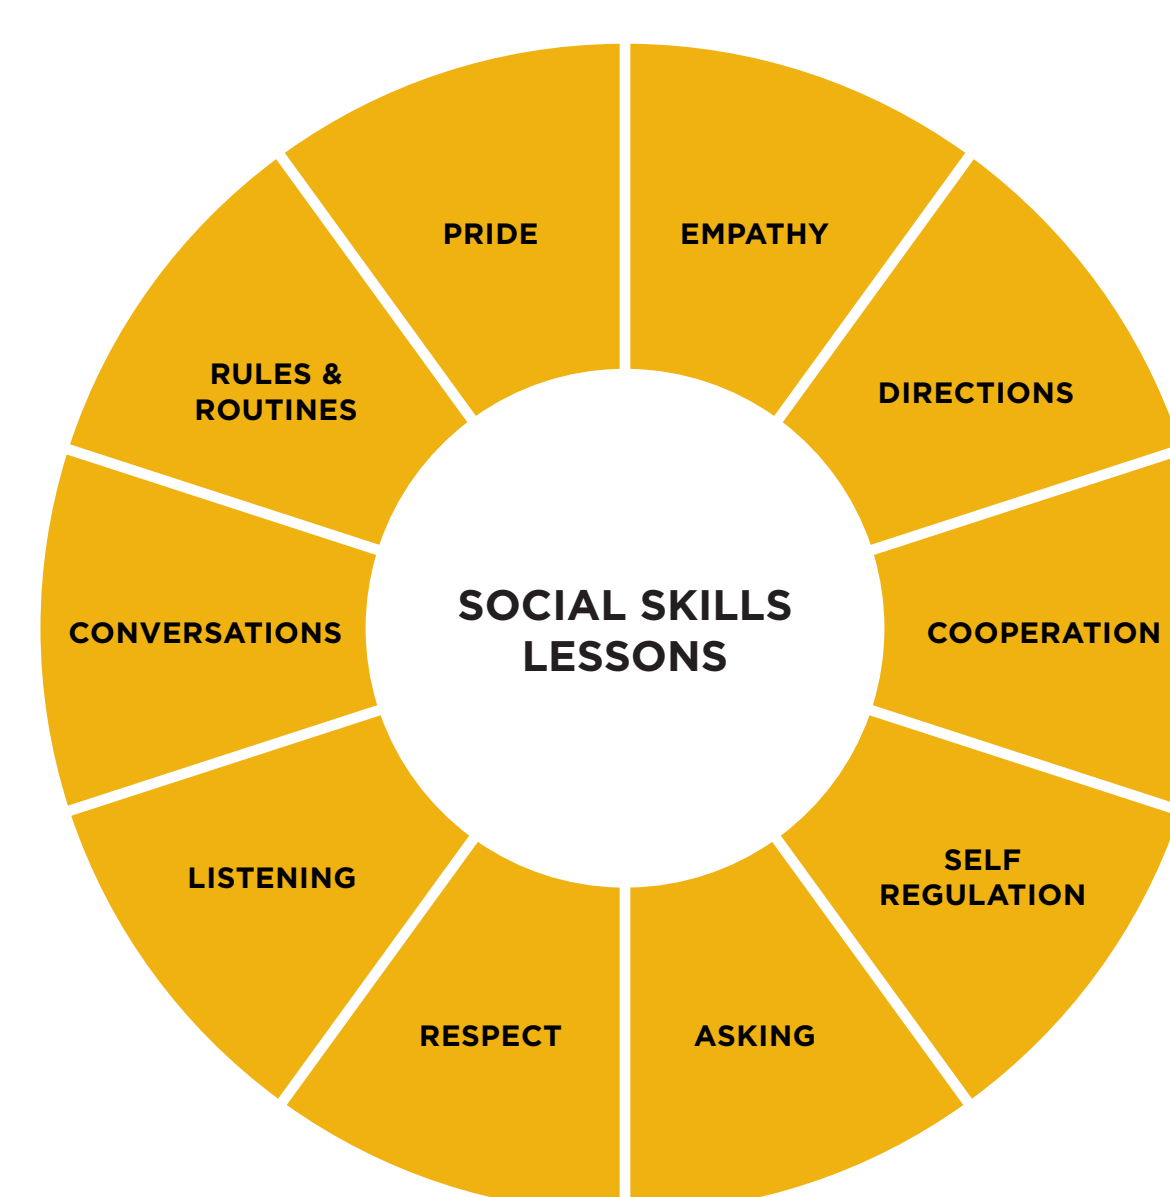 PRIDE
EMPATHY
DIRECTIONS
RULES &
ROUTINES
SOCIAL SKILLS
LESSONS
CONVERSATIONS
COOPERATION
SELF
REGULATION
LISTENING
RESPECT
ASKING